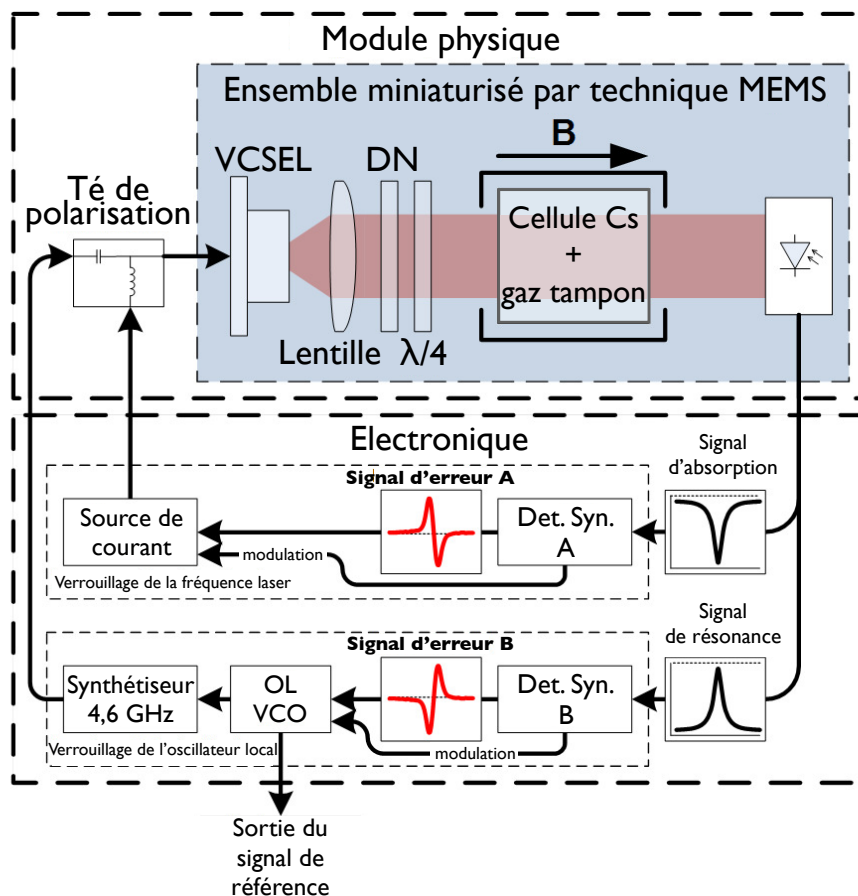 Module physique
Ensemble miniaturisé par technique MEMS
B
VCSEL
DN
Té de
polarisation
Cellule Cs
+
gaz tampon
Lentille
λ/4
Electronique
Signal
d'absorption
Signal d'erreur A
Source de
courant
Det. Syn.
A
modulation
Verrouillage de la fréquence laser
Signal
de résonance
Signal d'erreur B
Synthétiseur
4,6 GHz
OL
VCO
Det. Syn.
B
modulation
Verrouillage de l'oscillateur local
Sortie du
signal de
référence